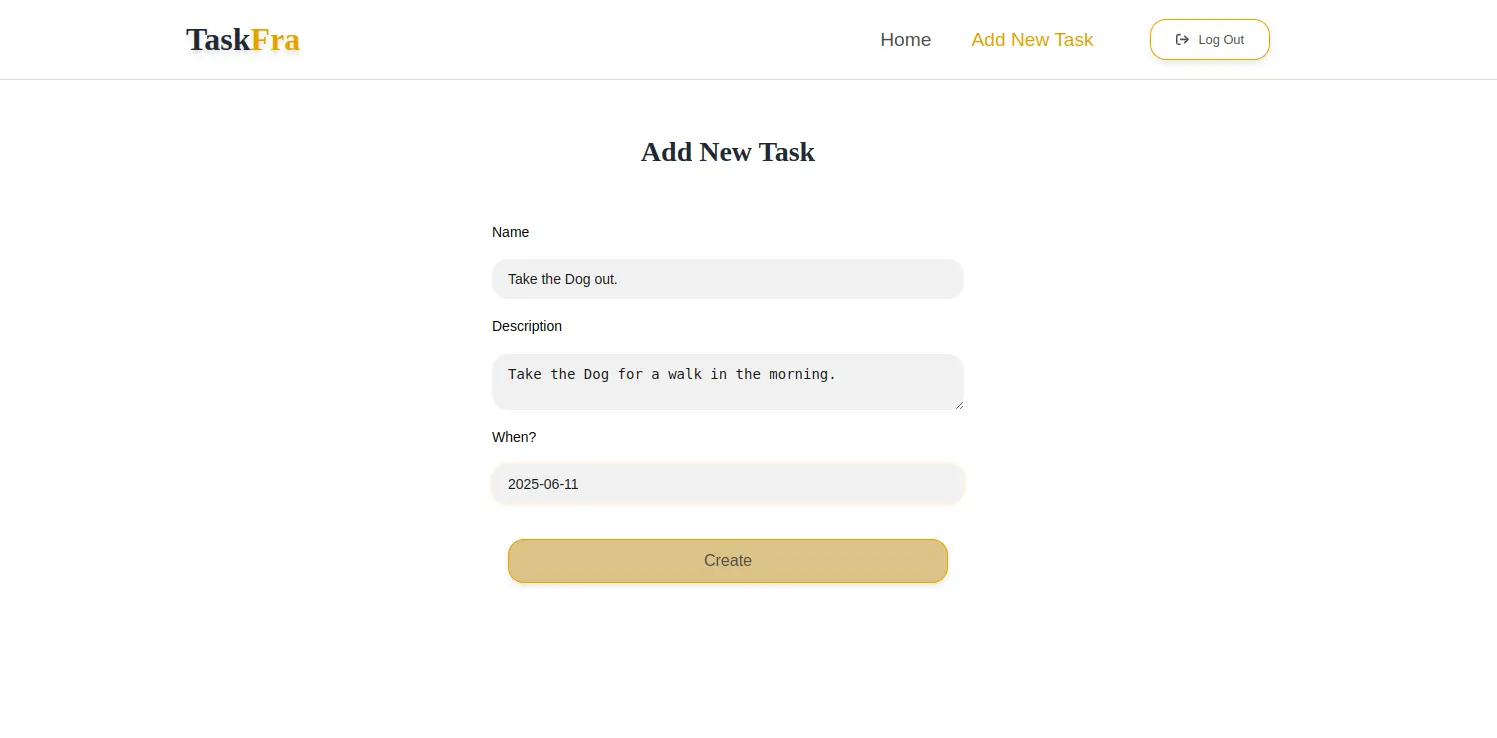 TaskFra
Home
Add New Task
Log Out
Add New Task
Name
Take the Dog out.
Description
Take the Dog for a walk in the morning.
When?
2025-06-11
Create